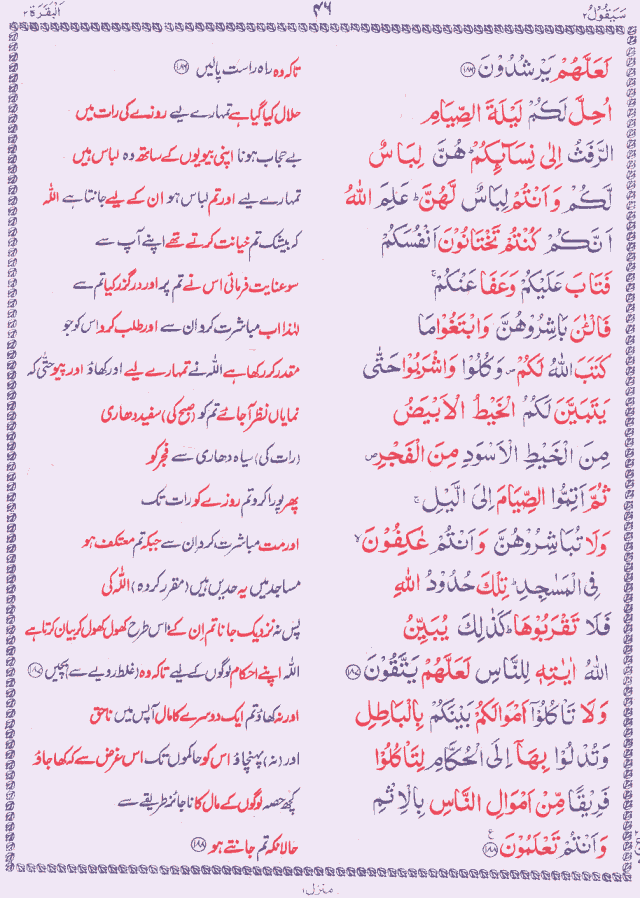 سَيَقُوْلُ ٢ ٤٦ اَلْبَقَرَة ٢
لَعَلَّهُمْ يَرْشُدُوْنَ ﴿١٨٦﴾ تاکہ وہ راہ راست پالیں ﴿١٨٦﴾
اُحِلَّ لَكُمْ لَيْلَةَ الصِّيَامِ حلال کیا گیا ہے تمہارے لیے روزے کی رات میں
الرَّفَثُ اِلٰى نِسَآىِٕكُمْ ؕ هُنَّ لِبَاسٌ بے حجاب ہونا اپنی بیویوں کے ساتھ وہ لباس ہیں
لَّكُمْ وَ اَنْتُمْ لِبَاسٌ لَّهُنَّ ؕ عَلِمَ اللّٰهُ تمہارے لیے اور تم لباس ہو ان کے لیے جانتا ہے اللہ
اَنَّكُمْ كُنْتُمْ تَخْتَانُوْنَ اَنْفُسَكُمْ کہ بیشک تم خیانت کرتے تھے اپنے آپ سے
فَتَابَ عَلَيْكُمْ وَعَفَا عَنْكُمْ ۚ سو عنایت فرمائی اس نے تم پر اور درگزر کیا تم سے
فَالْـٰٔنَ بَاشِرُوْهُنَّ وَابْتَغُوْا مَا لہٰذا اب مباشرت کرو ان سے اور طلب کرو اس کو جو
كَتَبَ اللّٰهُ لَكُمْ ۪ وَكُلُوْا وَاشْرَبُوْا حَتّٰى مقدر کر رکھا ہے اللہ نے تمہارے لیے اور کھاؤ اور پیو حتّٰی کہ
يَتَبَيَّنَ لَكُمُ الْخَيْطُ الْاَبْيَضُ نمایاں نظر آجائے تم کو (صبح کی) سفید دھاری
مِنَ الْخَيْطِ الْاَسْوَدِ مِنَ الْفَجْرِ ۪ (رات کی) سیاہ دھاری سے فجر کو
ثُمَّ اَتِمُّوا الصِّيَامَ اِلَى الَّيْلِ ۚ پھر پورا کرو تم روزے کو رات تک
وَلَا تُبَاشِرُوْهُنَّ وَ اَنْتُمْ عٰكِفُوْنَ ۙ اور مت مباشرت کرو ان سے جبکہ تم معتکف ہو
فِى الْمَسٰجِدِ ؕ تِلْكَ حُدُوْدُ اللّٰهِ مساجد میں یہ حدیں ہیں (مقرر کردہ) اللہ کی
فَلَا تَقْرَبُوْهَا ؕ كَذٰلِكَ يُبَيِّنُ پس نہ نزدیک جانا تم ان کے اس طرح کھول کھول کر بیان کرتا ہے
اللّٰهُ اٰيٰتِهٖ لِلنَّاسِ لَعَلَّهُمْ يَتَّقُوْنَ ﴿١٨٧﴾ اللہ اپنے احکام لوگوں کے لیے تاکہ وہ (غلط رویے سے) بچیں ﴿١٨٧﴾
وَلَا تَاْكُلُوْٓا اَمْوَالَكُمْ بَيْنَكُمْ بِالْبَاطِلِ اور نہ کھاؤ تم ایک دوسرے کا مال آپس میں ناحق
وَتُدْلُوْا بِهَآ اِلَى الْحُكَّامِ لِتَاْكُلُوْا اور (نہ) پہنچاؤ اس کو حاکموں تک اس غرض سے کہ کھا جاؤ
فَرِيْقًا مِّنْ اَمْوَالِ النَّاسِ بِالْاِثْمِ کچھ حصہ لوگوں کے مال کا ناجائز طریقے سے
وَ اَنْتُمْ تَعْلَمُوْنَ ﴿١٨٨﴾ ع حالانکہ تم جانتے ہو ﴿١٨٨﴾
منزل ١